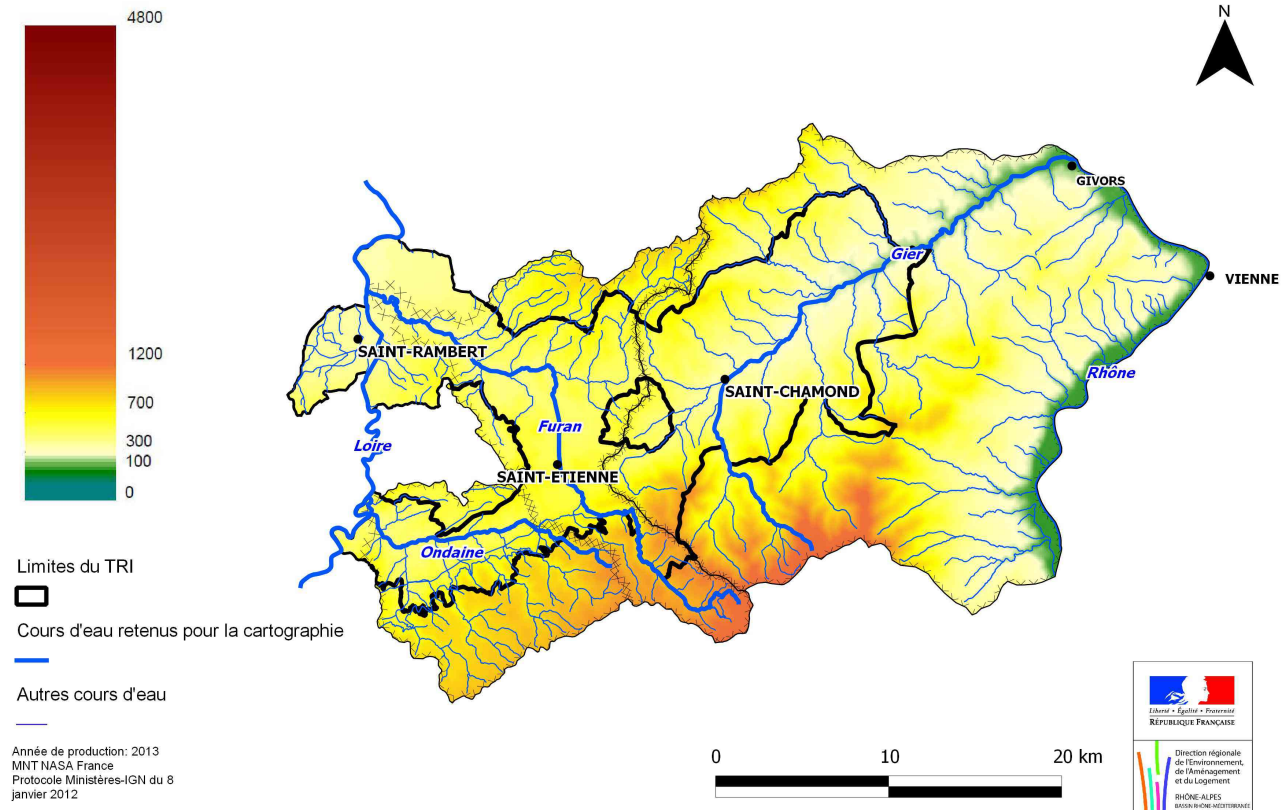 4800
1200
700
300
100
0
N
GIVORS
Gier
VIENNE
SAINT-RAMBERT
Rhône
SAINT-CHAMOND
Furan
Loire
SAINT-ETIENNE
Ondaine
Limites du TRI
Cours d'eau retenus pour la cartographie
Autres cours d'eau
Année de production: 2013
MNT NASA France
Protocole Ministères-IGN du 8
janvier 2012
0 10 20 km
Liberté • Égalité • Fraternité
RÉPUBLIQUE FRANÇAISE
Direction régionale
de l'Environnement,
de l'Aménagement
et du Logement
RHÔNE-ALPES
BASSIN RHÔNE-MÉDITERRANÉE